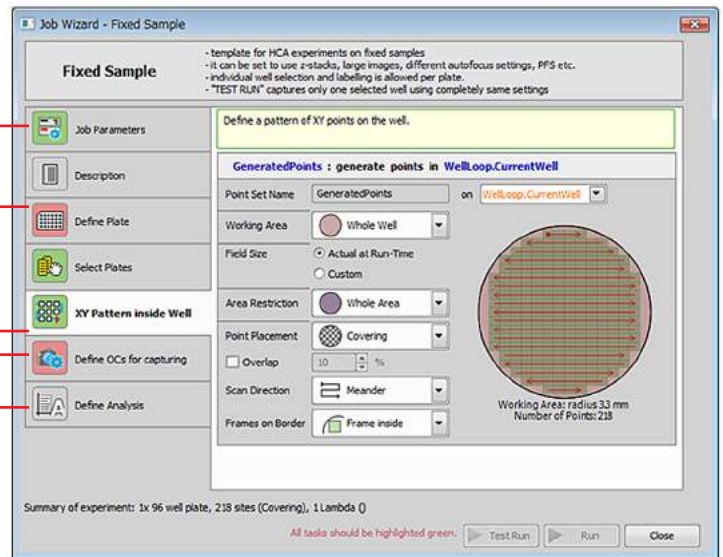 Job Wizard - Fixed Sample
Fixed Sample
- template for HCA experiments on fixed samples
- it can be set to use z-stacks, large images, different autofocus settings, PFS etc.
- individual well selection and labelling is allowed per plate.
- "TEST RUN" captures only one selected well using completely same settings
Job Parameters
Description
Define Plate
Select Plates
XY Pattern inside Well
Define OCs for capturing
Define Analysis
Define a pattern of XY points on the well.
GeneratedPoints : generate points in WellLoop.CurrentWell
Point Set Name GeneratedPoints on WellLoop.CurrentWell
Working Area Whole Well
Field Size Actual at Run-Time
Custom
Area Restriction Whole Area
Point Placement Covering
Overlap 10 %
Scan Direction Meander
Frames on Border Frame inside
Working Area: radius 3.3 mm
Number of Points: 218
Summary of experiment: 1x 96 well plate, 218 sites (Covering), 1 Lambda ()
All tasks should be highlighted green. Test Run Run Close